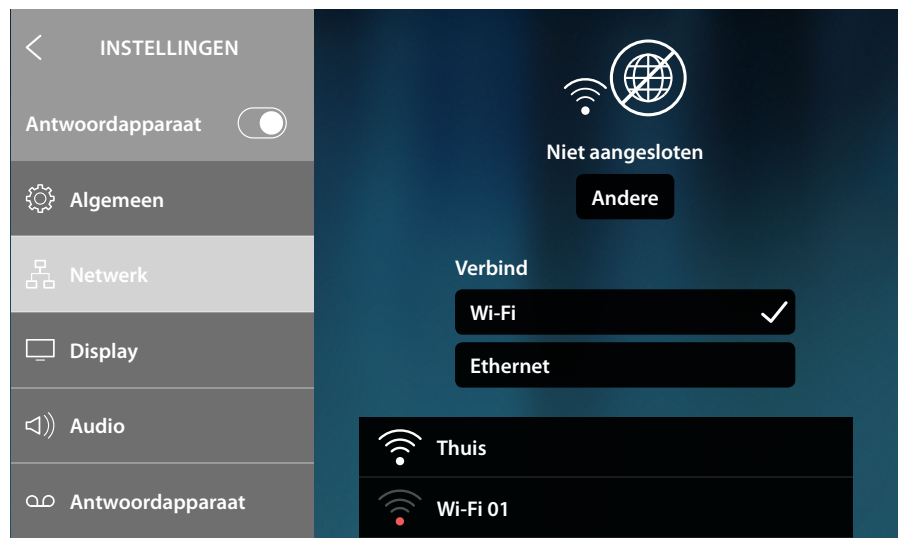 INSTELLINGEN
Antwoordapparaat
Algemeen
Netwerk
Display
Audio
Antwoordapparaat
Niet aangesloten
Andere
Verbind
Wi-Fi
Ethernet
Thuis
Wi-Fi 01